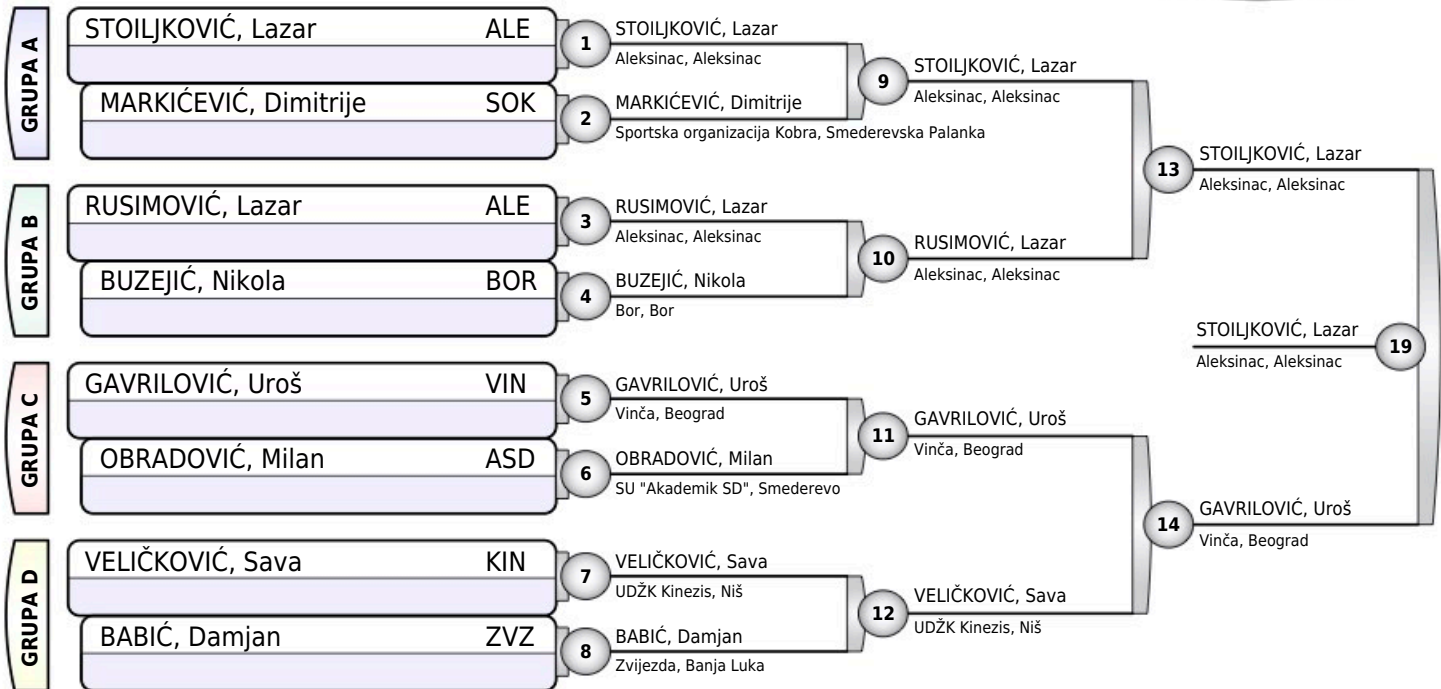 GRUPA A
STOILJKOVIĆ, Lazar ALE
MARKIĆEVIĆ, Dimitrije SOK
1
STOILJKOVIĆ, Lazar
Aleksinac, Aleksinac
2
MARKIĆEVIĆ, Dimitrije
Sportska organizacija Kobra, Smederevska Palanka
GRUPA B
RUSIMOVIĆ, Lazar ALE
BUZEJIĆ, Nikola BOR
3
RUSIMOVIĆ, Lazar
Aleksinac, Aleksinac
4
BUZEJIĆ, Nikola
Bor, Bor
GRUPA C
GAVRILOVIĆ, Uroš VIN
OBRADOVIĆ, Milan ASD
5
GAVRILOVIĆ, Uroš
Vinča, Beograd
6
OBRADOVIĆ, Milan
SU "Akademik SD", Smederevo
GRUPA D
VELIČKOVIĆ, Sava KIN
BABIĆ, Damjan ZVZ
7
VELIČKOVIĆ, Sava
UDŽK Kinezis, Niš
8
BABIĆ, Damjan
Zvijezda, Banja Luka
9
STOILJKOVIĆ, Lazar
Aleksinac, Aleksinac
10
RUSIMOVIĆ, Lazar
Aleksinac, Aleksinac
11
GAVRILOVIĆ, Uroš
Vinča, Beograd
12
VELIČKOVIĆ, Sava
UDŽK Kinezis, Niš
13
STOILJKOVIĆ, Lazar
Aleksinac, Aleksinac
14
GAVRILOVIĆ, Uroš
Vinča, Beograd
STOILJKOVIĆ, Lazar
Aleksinac, Aleksinac
19